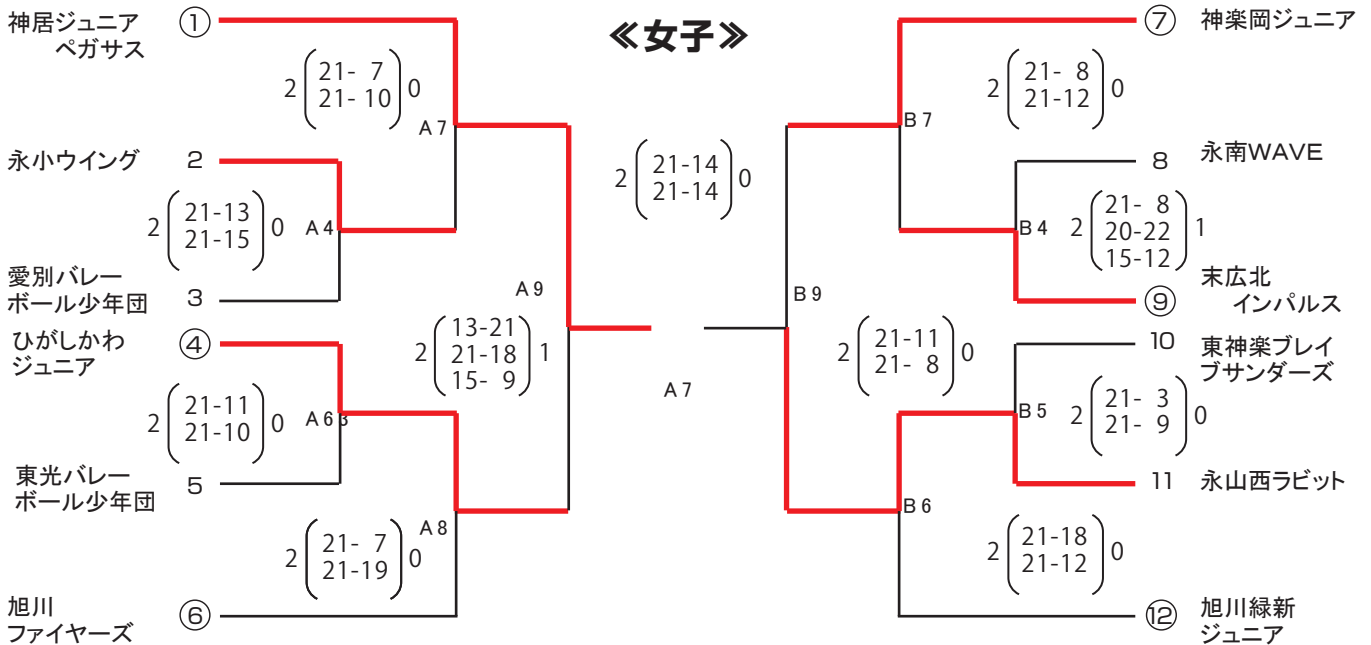 ≪女子≫
神居ジュニア
ペガサス
①
2 21- 7 0
21- 10
A7
永小ウイング
2
2 21-13 0
21-15
A4
愛別バレー
ボール少年団
3
ひがしかわ
ジュニア
④
2 21-11 0
21-10
A6 3
東光バレー
ボール少年団
5
2 21- 7 0
21-19
A8
旭川
ファイヤーズ
⑥
A9
2 13-21 1
21-18
15- 9
2 21-14 0
21-14
A7
B9
2 21-11 0
21- 8
⑦
神楽岡ジュニア
2 21- 8 0
21-12
B7
8
永南WAVE
B4
2 21- 8 1
20-22
15-12
⑨
末広北
インパルス
10
東神楽ブレイ
ブサンダーズ
B5
2 21- 3 0
21- 9
11
永山西ラビット
B6
2 21-18 0
21-12
⑫
旭川緑新
ジュニア